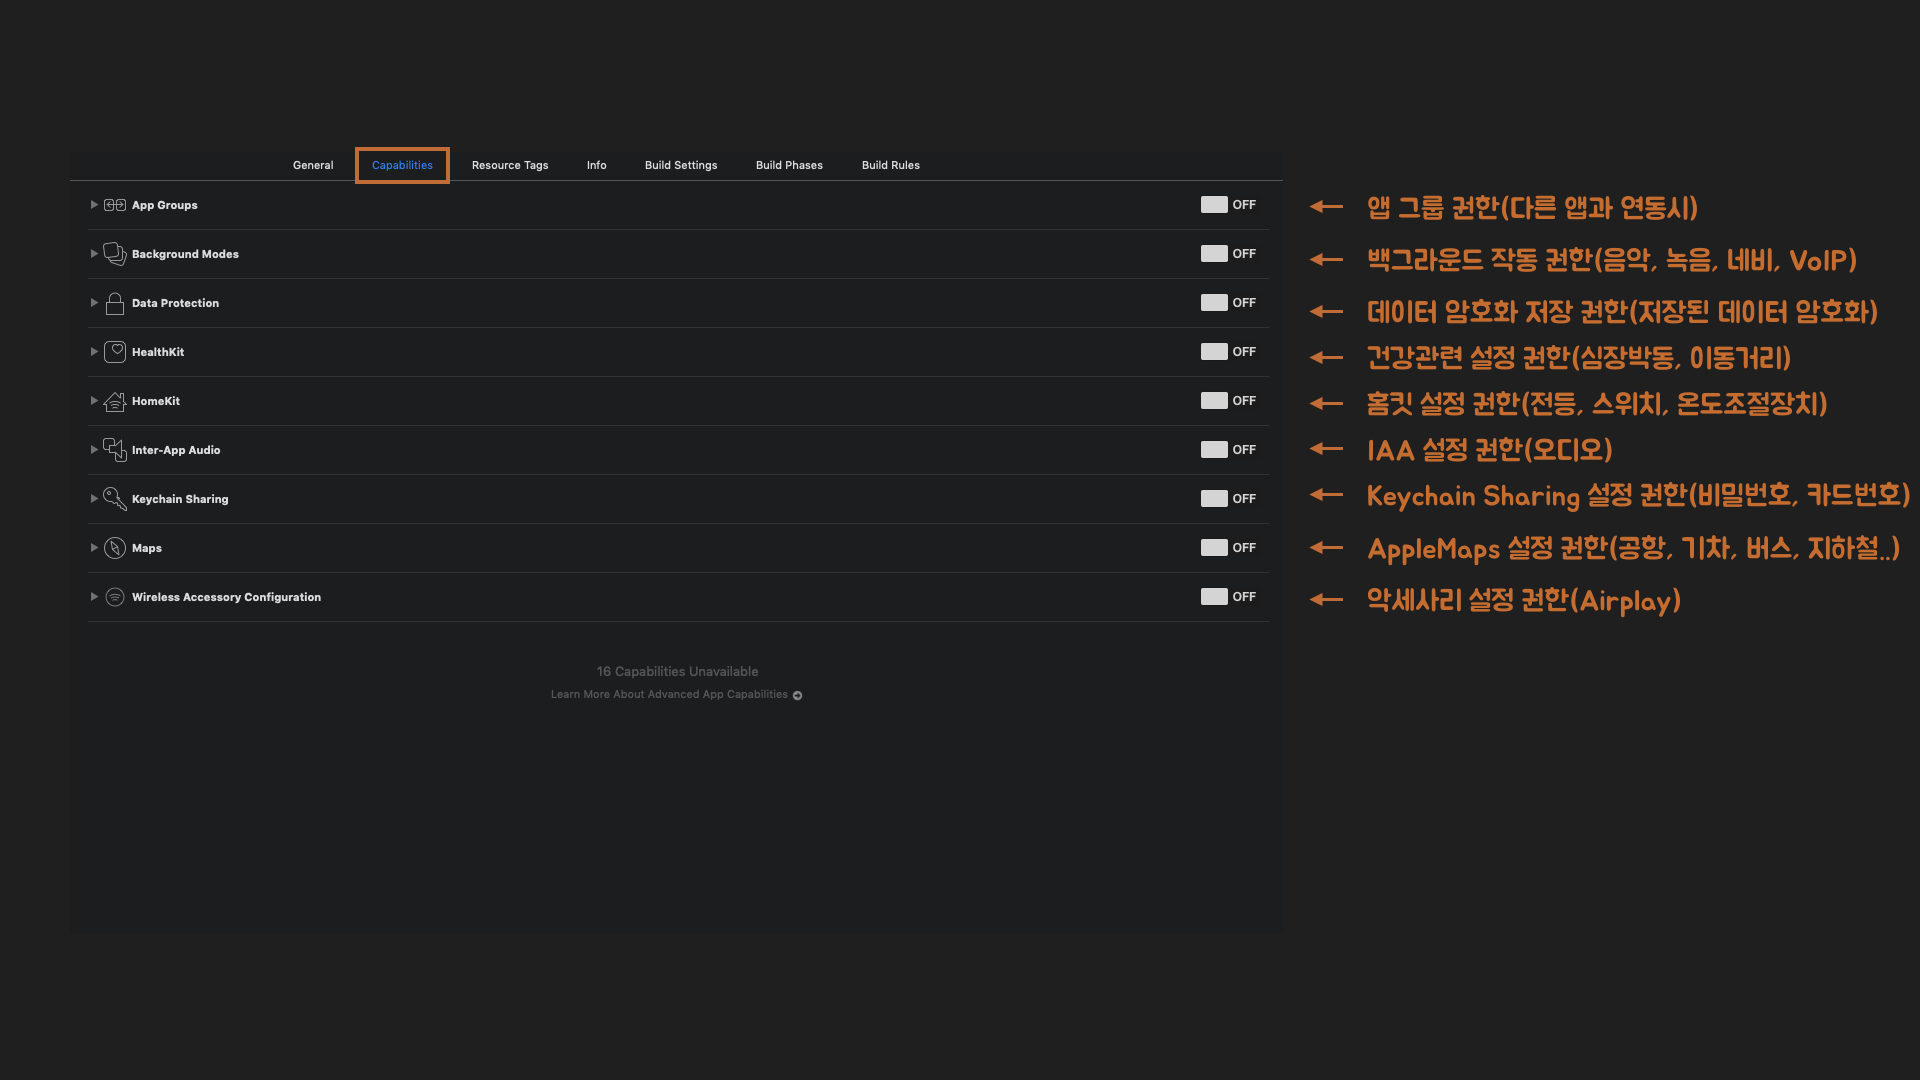 General Capabilities Resource Tags Info Build Settings Build Phases Build Rules
App Groups OFF 앱 그룹 권한(다른 앱과 연동시)
Background Modes OFF 백그라운드 작동 권한(음악, 녹음, 네비, VoIP)
Data Protection OFF 데이터 암호화 저장 권한(저장된 데이터 암호화)
HealthKit OFF 건강관련 설정 권한(심장박동, 이동거리)
HomeKit OFF 홈킷 설정 권한(전등, 스위치, 온도조절장치)
Inter-App Audio OFF IAA 설정 권한(오디오)
Keychain Sharing OFF Keychain Sharing 설정 권한(비밀번호, 카드번호)
Maps OFF AppleMaps 설정 권한(공항, 기차, 버스, 지하철..)
Wireless Accessory Configuration OFF 악세사리 설정 권한(Airplay)
16 Capabilities Unavailable
Learn More About Advanced App Capabilities